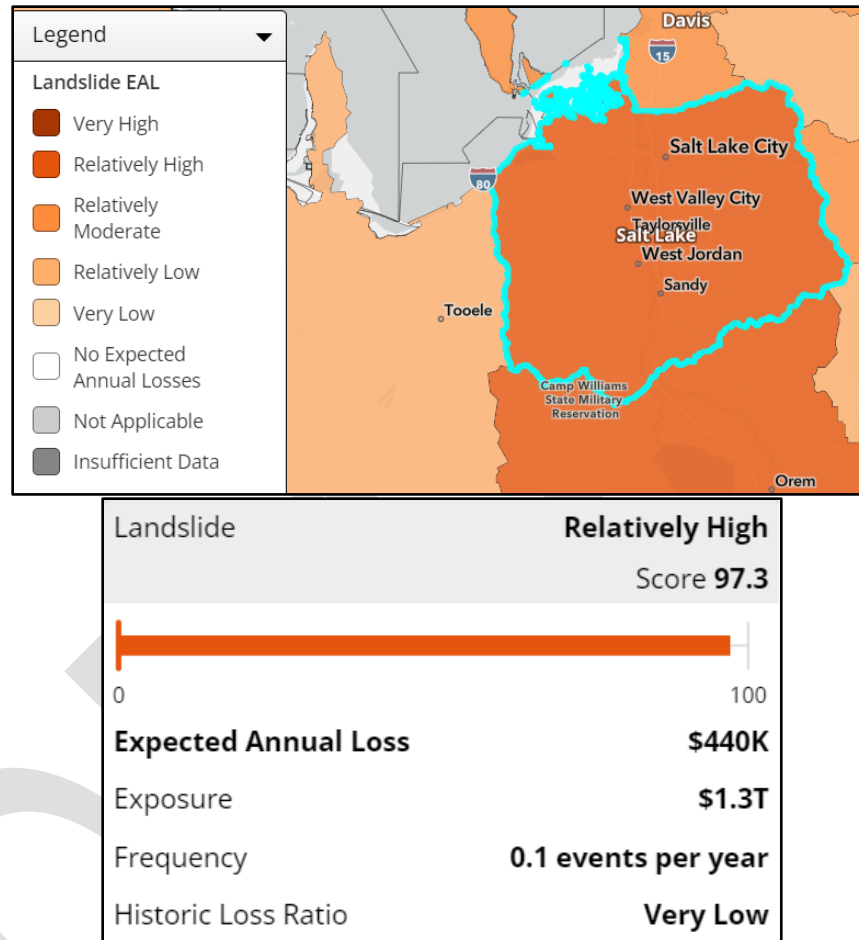 Legend
Landslide EAL
Very High
Relatively High
Relatively
Moderate
Relatively Low
Very Low
No Expected
Annual Losses
Not Applicable
Insufficient Data
Davis
15
Salt Lake City
80
West Valley City
Taylorsville
Salt Lake
West Jordan
Sandy
Tooele
Camp Williams
State Military
Reservation
Orem
Landslide Relatively High
Score 97.3
0 100
Expected Annual Loss $440K
Exposure $1.3T
Frequency 0.1 events per year
Historic Loss Ratio Very Low